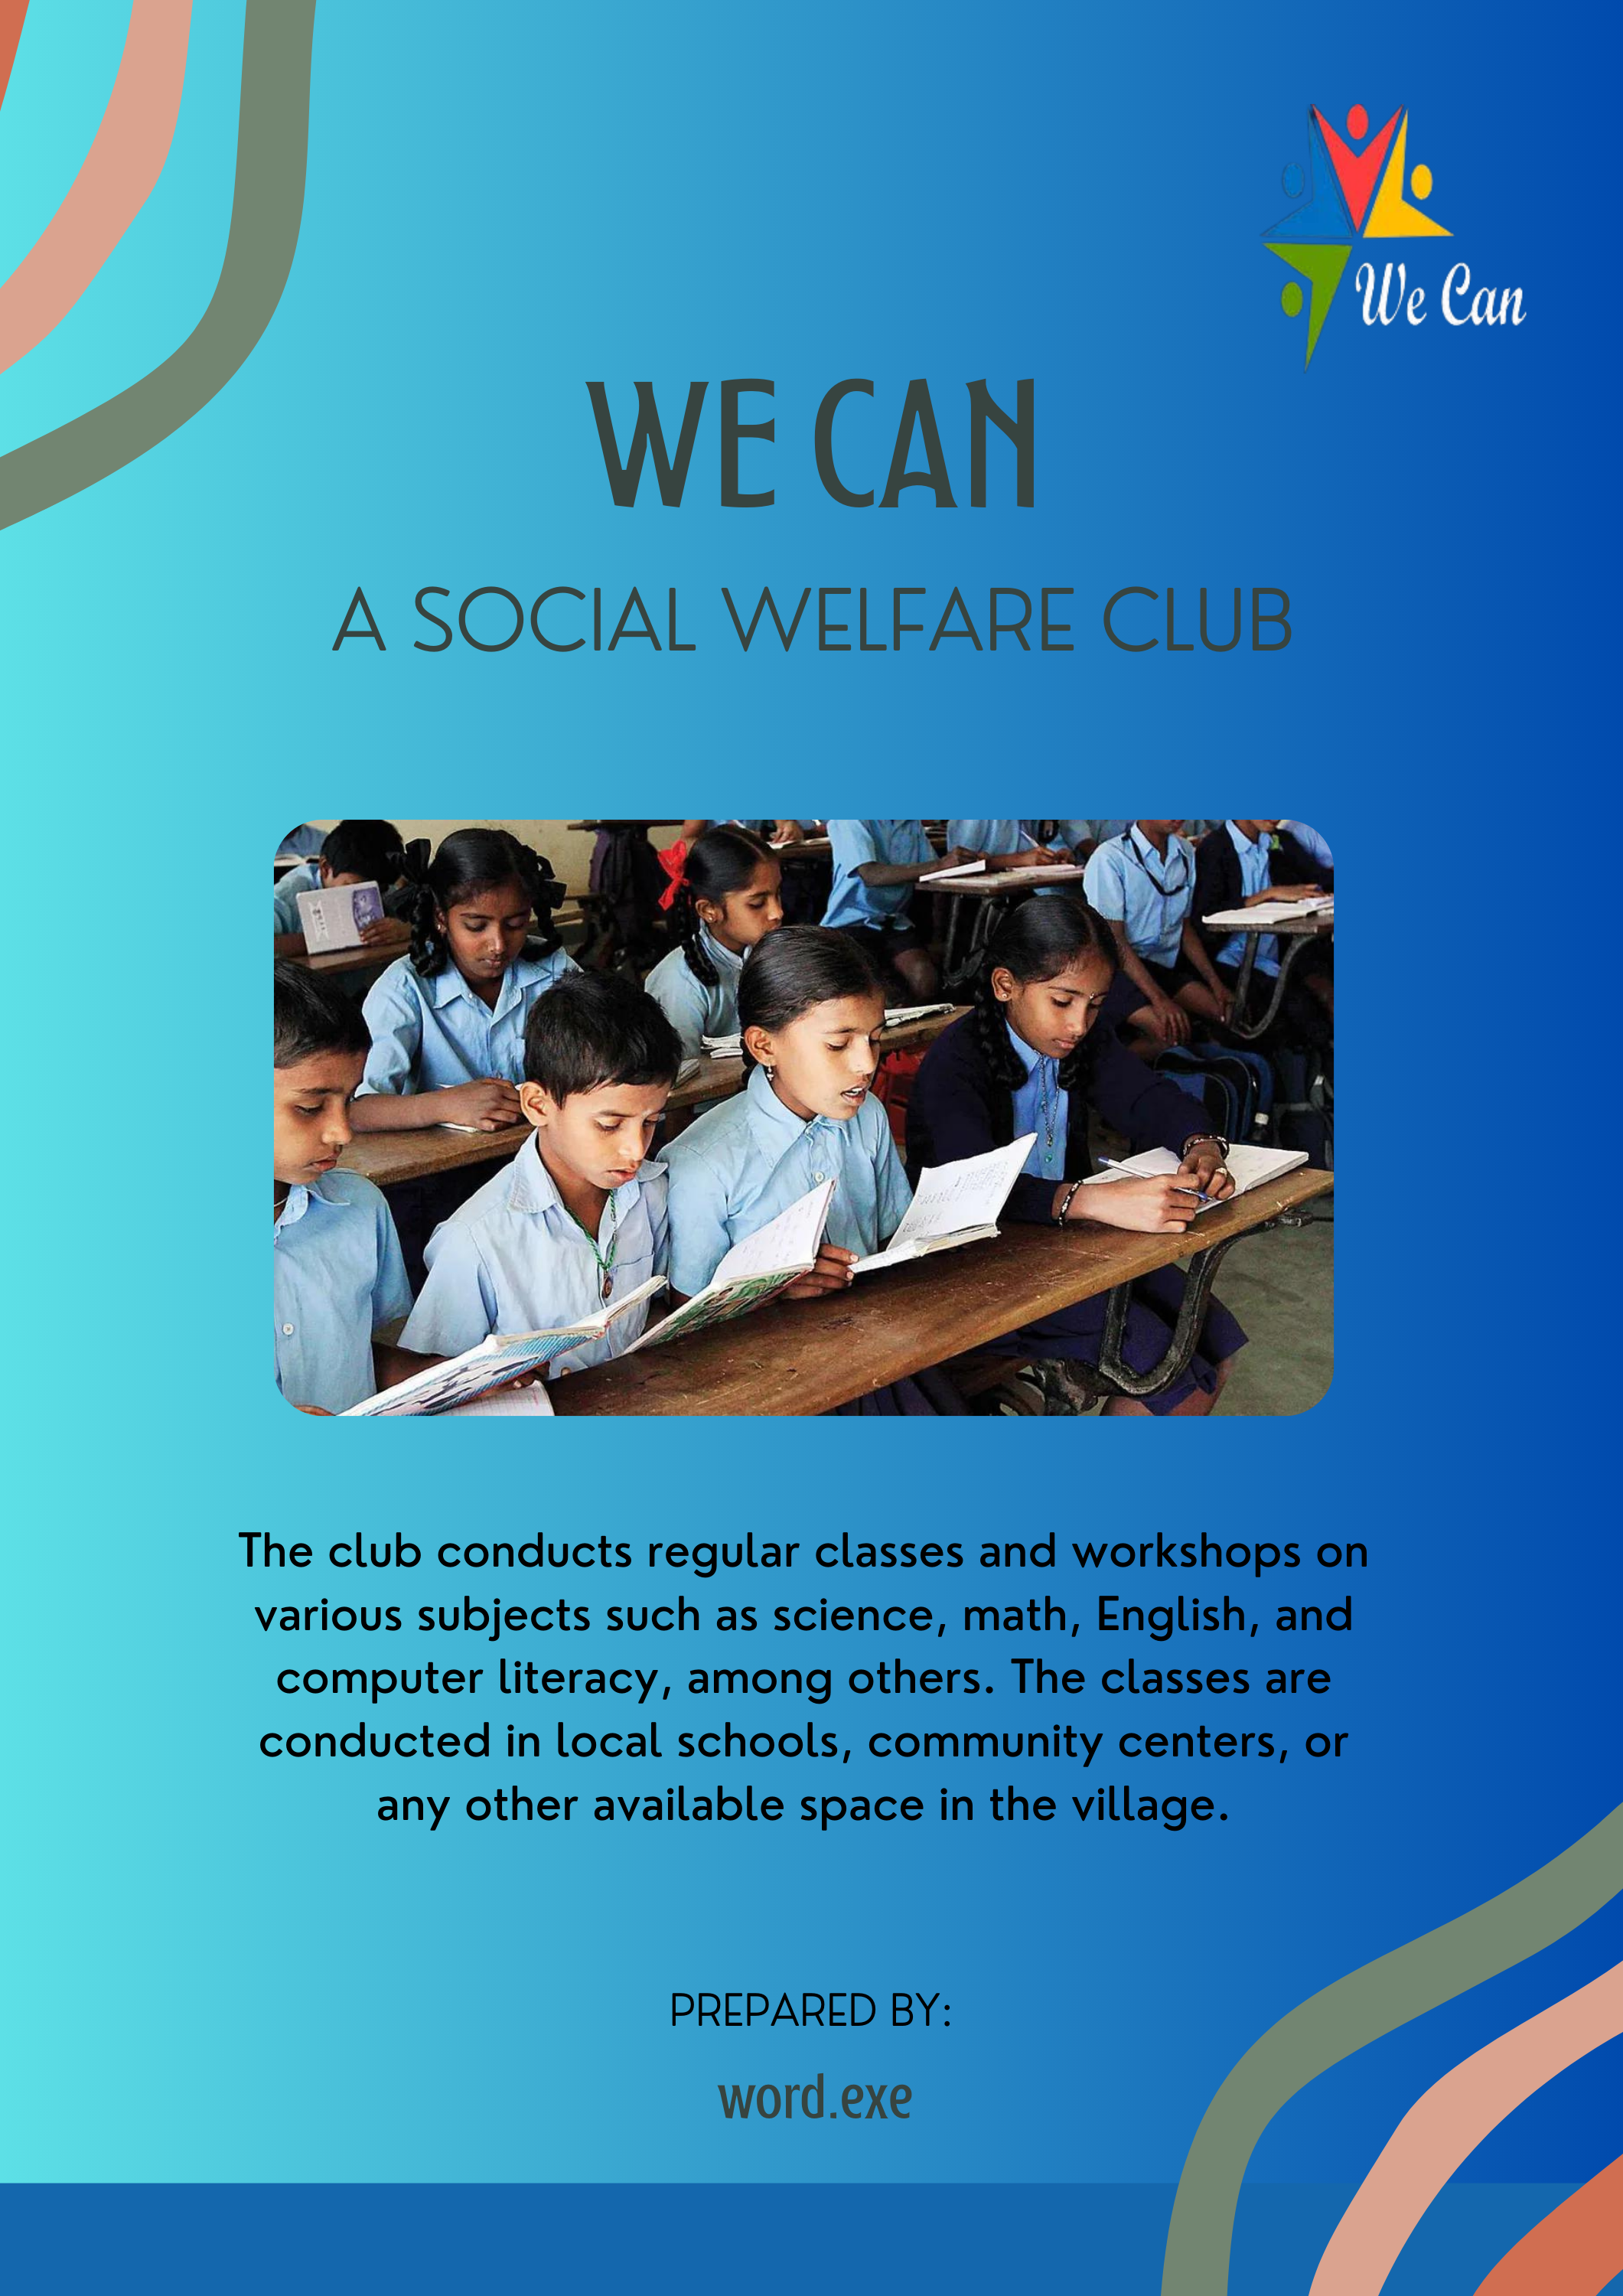 We Can
WE CAN
A SOCIAL WELFARE CLUB
The club conducts regular classes and workshops on
various subjects such as science, math, English, and
computer literacy, among others. The classes are
conducted in local schools, community centers, or
any other available space in the village.
PREPARED BY:
word.exe